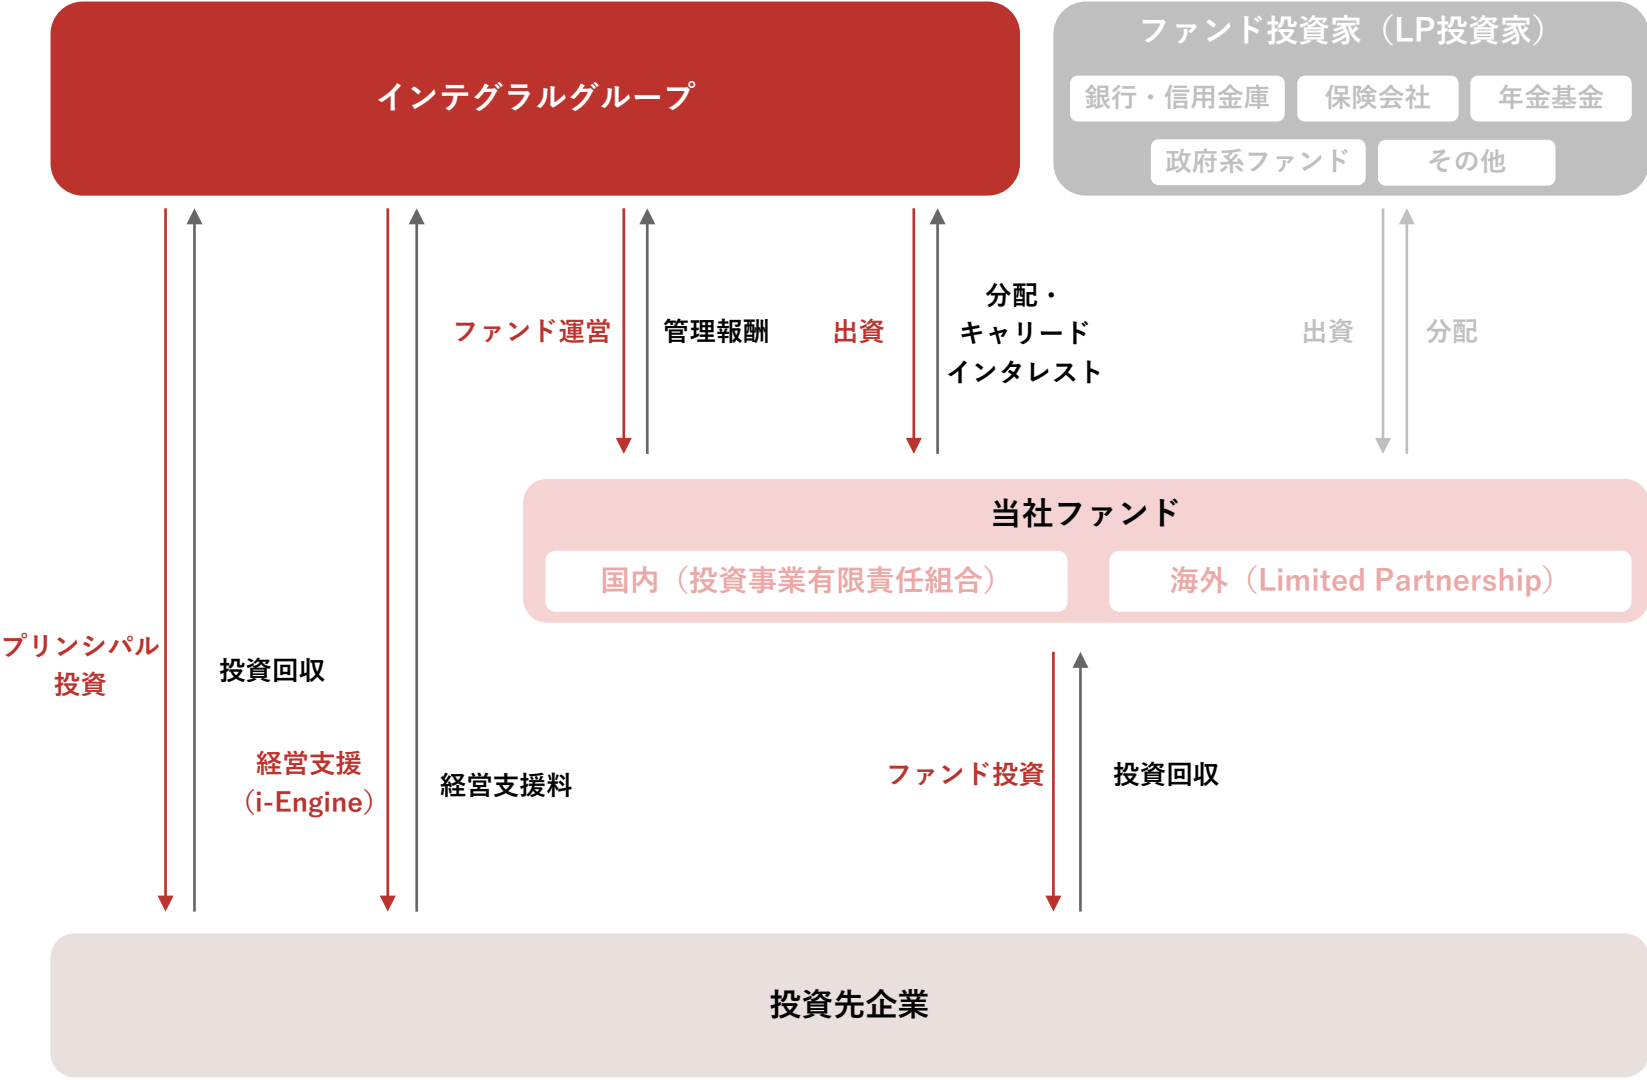 インテグラルグループ
ファンド投資家（LP投資家）
銀行・信用金庫
保険会社
年金基金
政府系ファンド
その他
ファンド運営
管理報酬
出資
分配・
キャリード
インタレスト
出資
分配
当社ファンド
国内（投資事業有限責任組合）
海外（Limited Partnership）
プリンシパル
投資
投資回収
経営支援
（i-Engine）
経営支援料
ファンド投資
投資回収
投資先企業